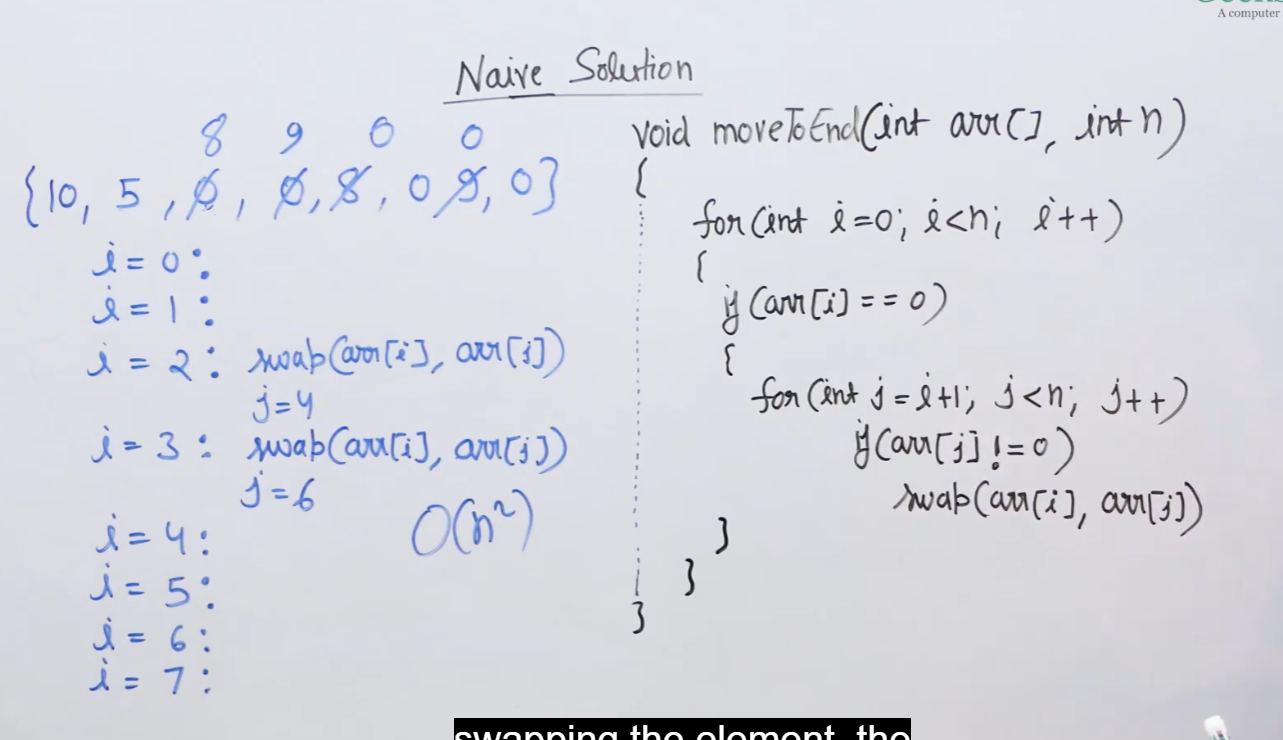 A computer
Naive Solution
8 9 0 0
{10, 5, 0, 0, 8, 0 9, 0}
i = 0:
i = 1:
i = 2: swap(arr[i], arr[j])
j=4
i = 3: swap(arr[i], arr[j])
j=6
O(n²)
i = 4:
i = 5:
i = 6:
i = 7:
void moveToEnd(int arr[], int n)
{
for(int i=0; i<n; i++)
{
if (arr[i] == 0)
{
for(int j=i+1; j<n; j++)
if(arr[j] != 0)
swap(arr[i], arr[j])
}
}
}
swapping the element, the